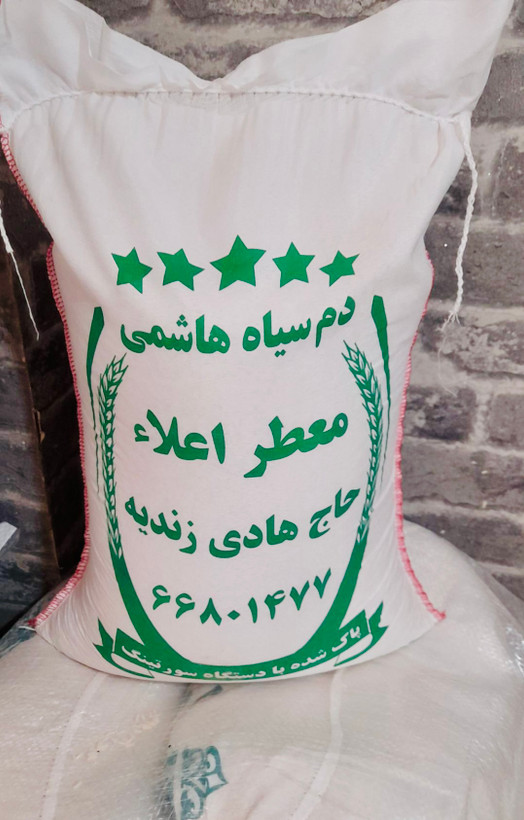 دم سیاه هاشمی
معطر اعلاء
حاج هادی زندیه
۶۶۸۰۱۴۷۷
پاک شده با دستگاه سورتینگ